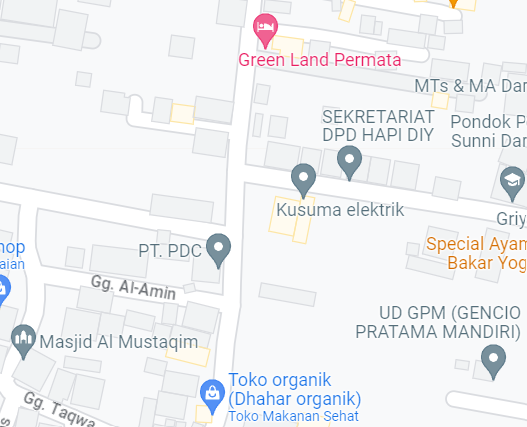 Green Land Permata
MTs & MA Dar
SEKRETARIAT
DPD HAPI DIY
Pondok P
Sunni Dar
Kusuma elektrik
Griy
PT. PDC
Special Ayam
Bakar Yog
hop
aian
Gg. Al-Amin
UD GPM (GENCIO
PRATAMA MANDIRI)
Masjid Al Mustaqim
Toko organik
(Dhahar organik)
Toko Makanan Sehat
Gg. Taqwa